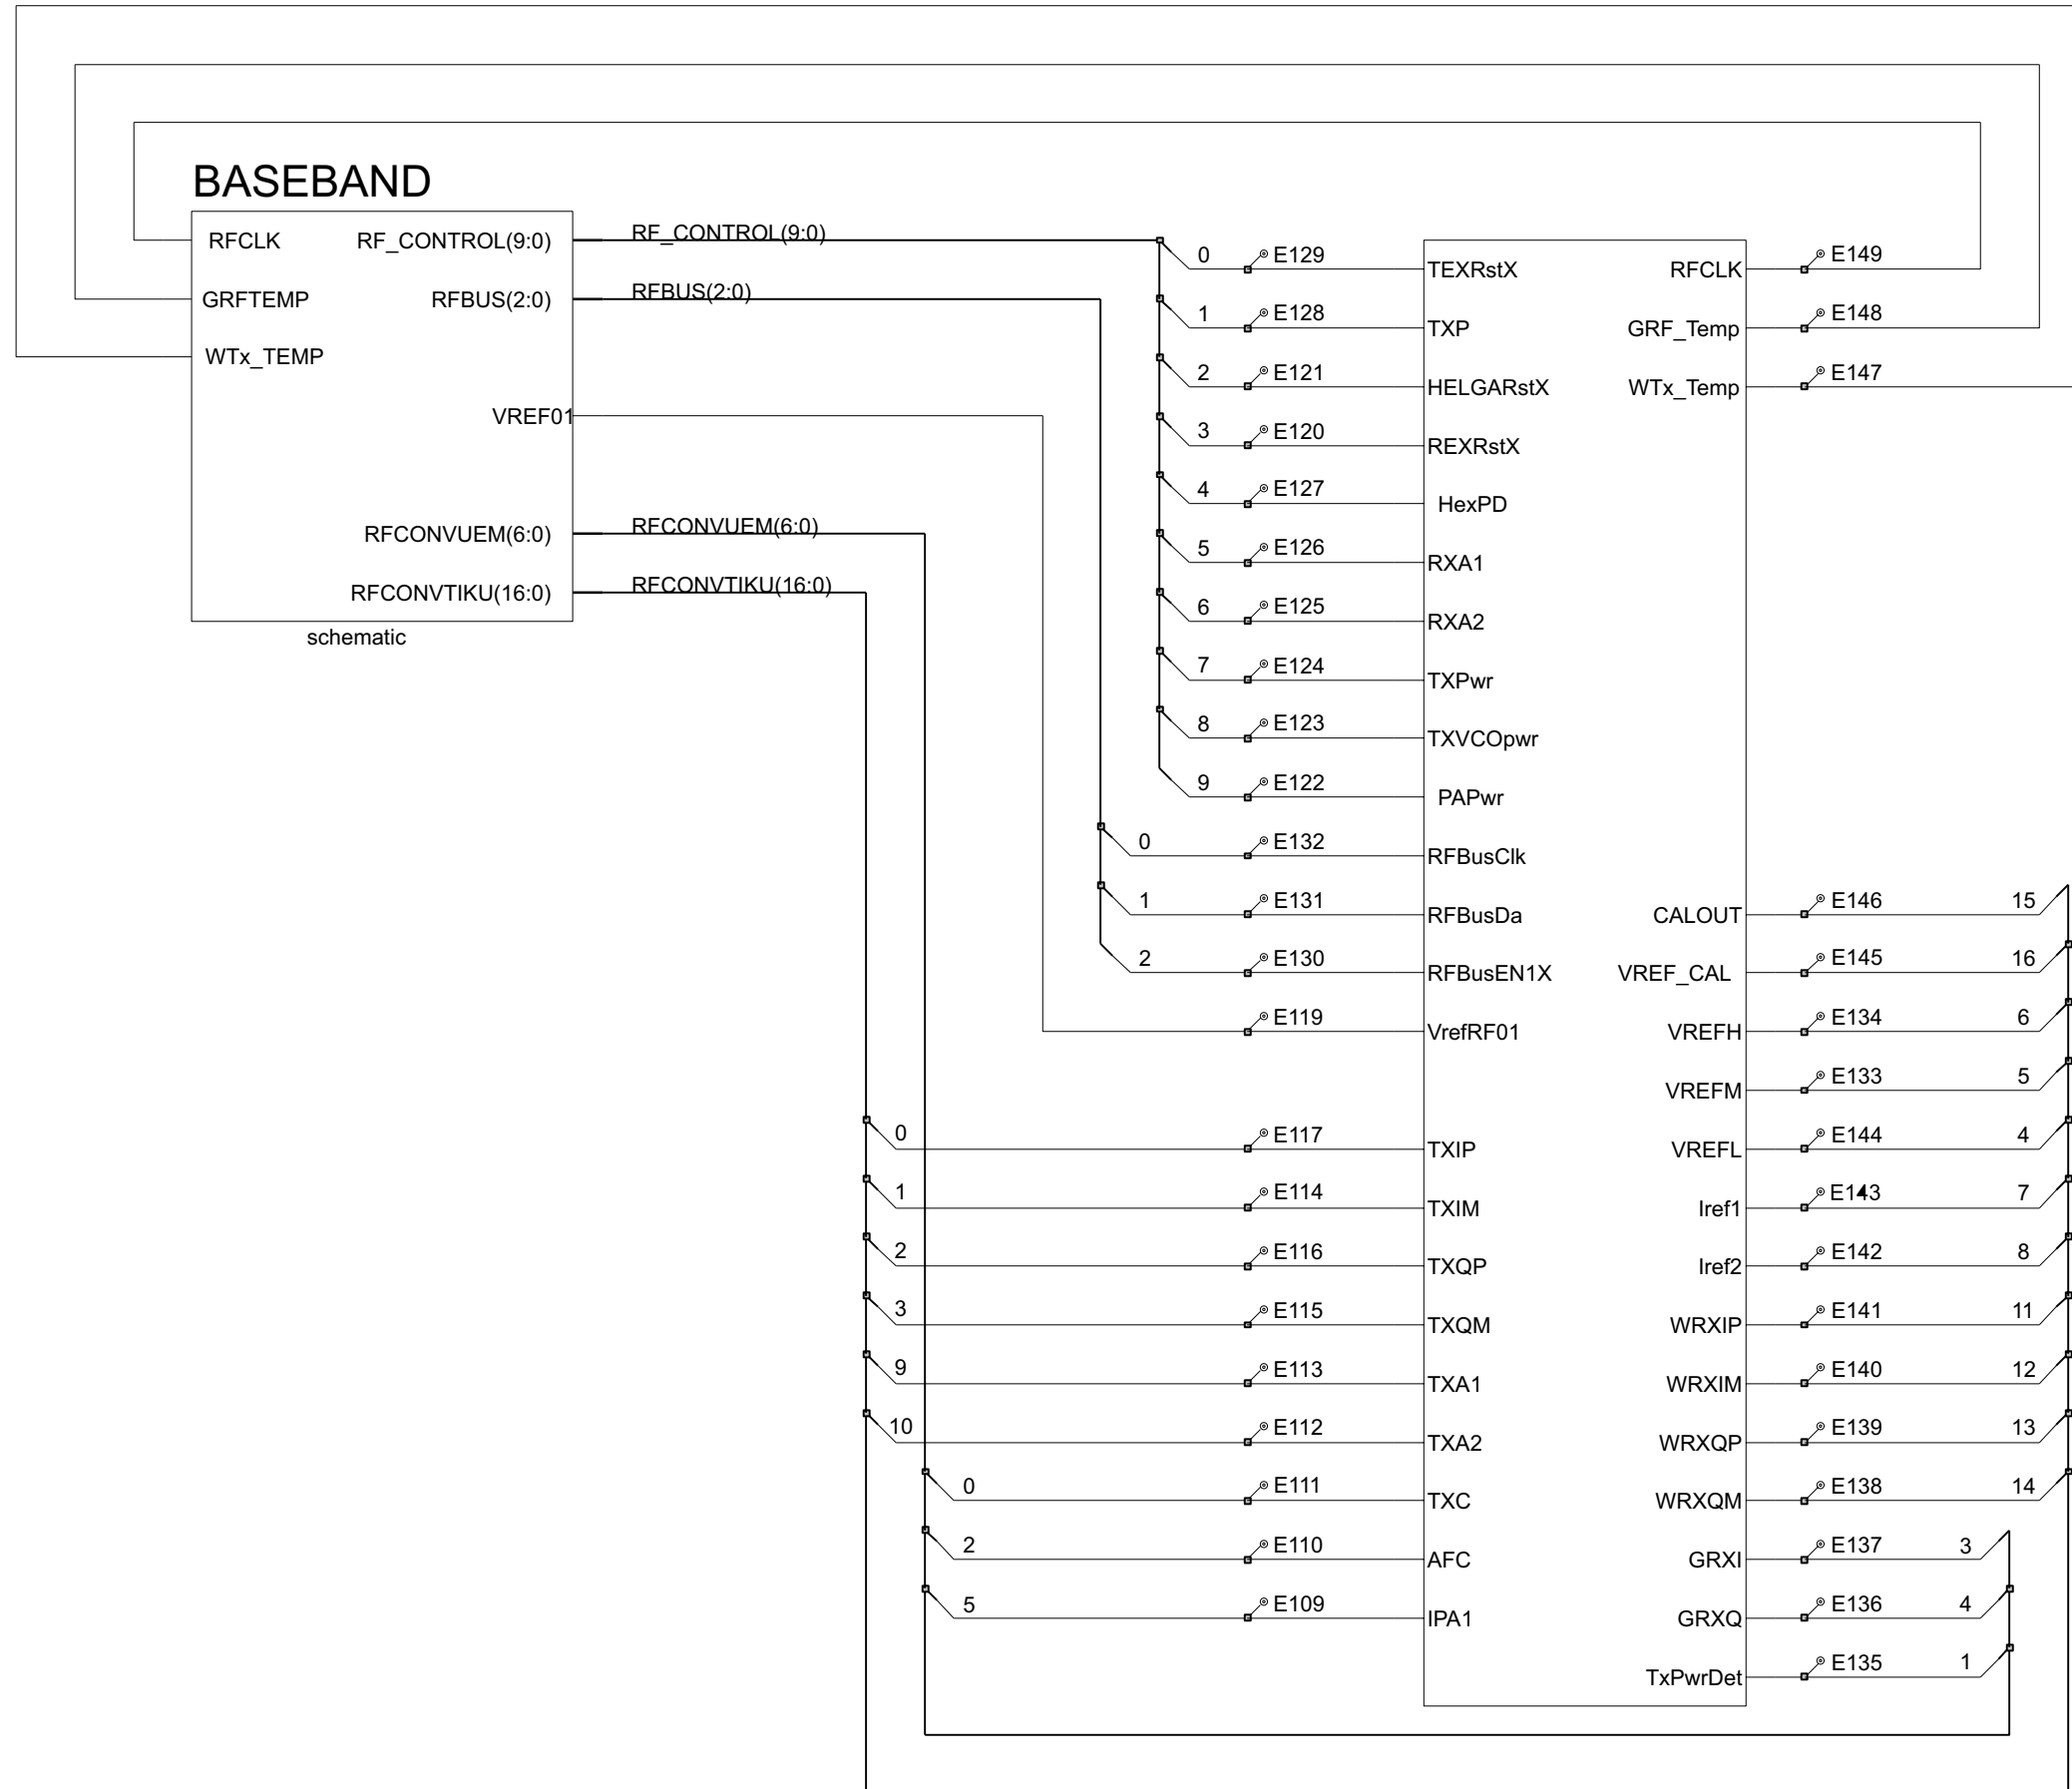 BASEBAND
RFCLK RF_CONTROL(9:0) RF_CONTROL(9:0)
GRFTEMP RFBUS(2:0) RFBUS(2:0)
WTx_TEMP
VREF01
RFCONVUEM(6:0) RFCONVUEM(6:0)
RFCONVTIKU(16:0) RFCONVTIKU(16:0)
schematic
0 E129 TEXRstX RFCLK E149
1 E128 TXP GRF_Temp E148
2 E121 HELGARstX WTx_Temp E147
3 E120 REXRstX
4 E127 HexPD
5 E126 RXA1
6 E125 RXA2
7 E124 TXPwr
8 E123 TXVCOpwr
9 E122 PAPwr
0 E132 RFBusClk
1 E131 RFBusDa CALOUT E146 15
2 E130 RFBusEN1X VREF_CAL E145 16
E119 VrefRF01 VREFH E134 6
VREFM E133 5
0 E117 TXIP VREFL E144 4
1 E114 TXIM Iref1 E143 7
2 E116 TXQP Iref2 E142 8
3 E115 TXQM WRXIP E141 11
9 E113 TXA1 WRXIM E140 12
10 E112 TXA2 WRXQP E139 13
0 E111 TXC WRXQM E138 14
2 E110 AFC GRXI E137 3
5 E109 IPA1 GRXQ E136 4
TxPwrDet E135 1